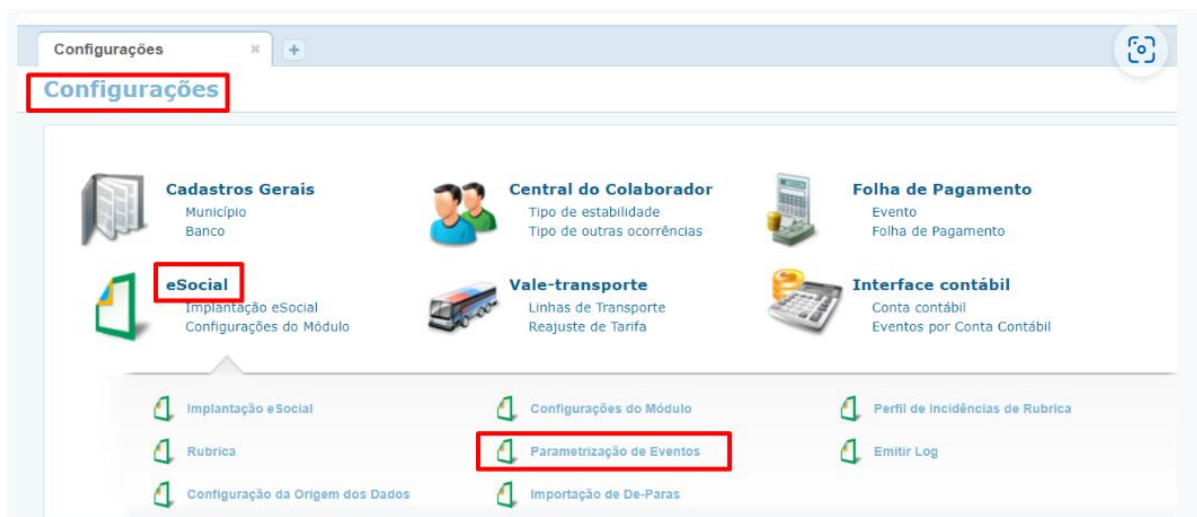 Configurações
Configurações
Cadastros Gerais
Município
Banco
Central do Colaborador
Tipo de estabilidade
Tipo de outras ocorrências
Folha de Pagamento
Evento
Folha de Pagamento
eSocial
Implantação eSocial
Configurações do Módulo
Vale-transporte
Linhas de Transporte
Reajuste de Tarifa
Interface contábil
Conta contábil
Eventos por Conta Contábil
Implantação eSocial
Configurações do Módulo
Perfil de Incidências de Rubrica
Rubrica
Parametrização de Eventos
Emitir Log
Configuração da Origem dos Dados
Importação de De-Paras